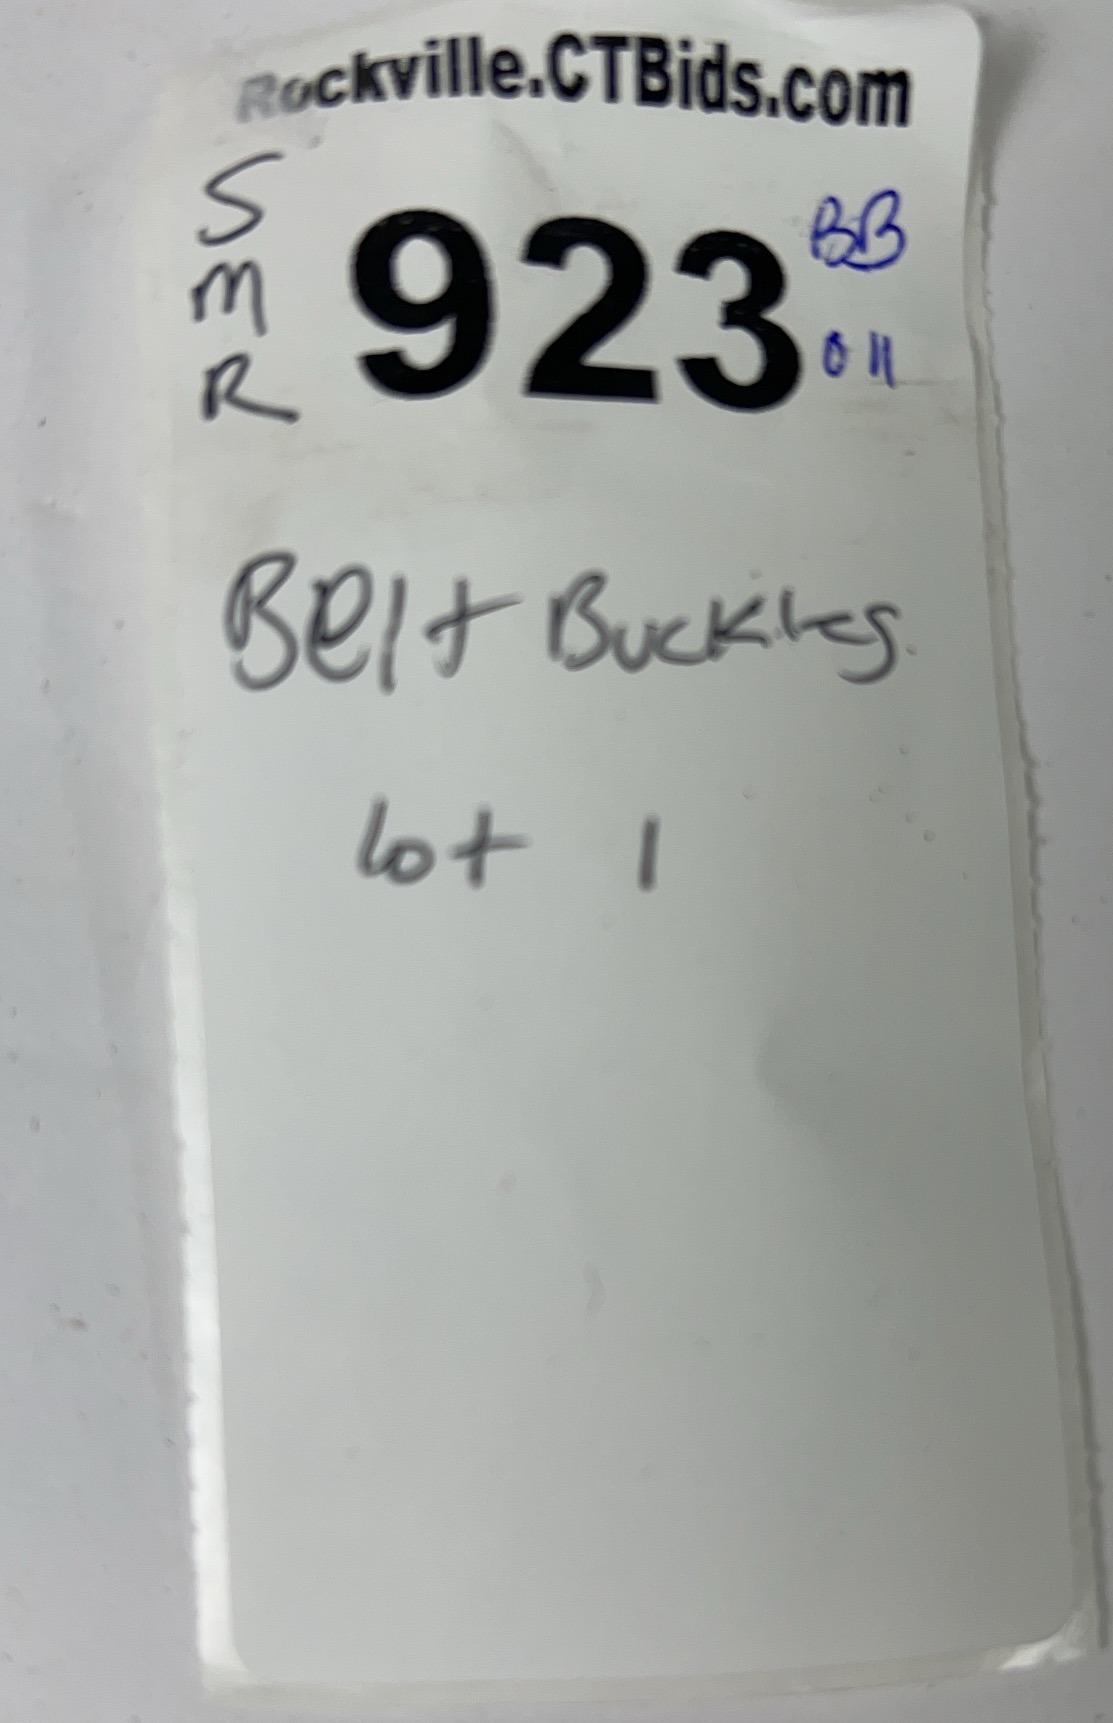 Rockville.CTBids.com
S
M
R
923
BB
011
Belt Buckles
lot 1